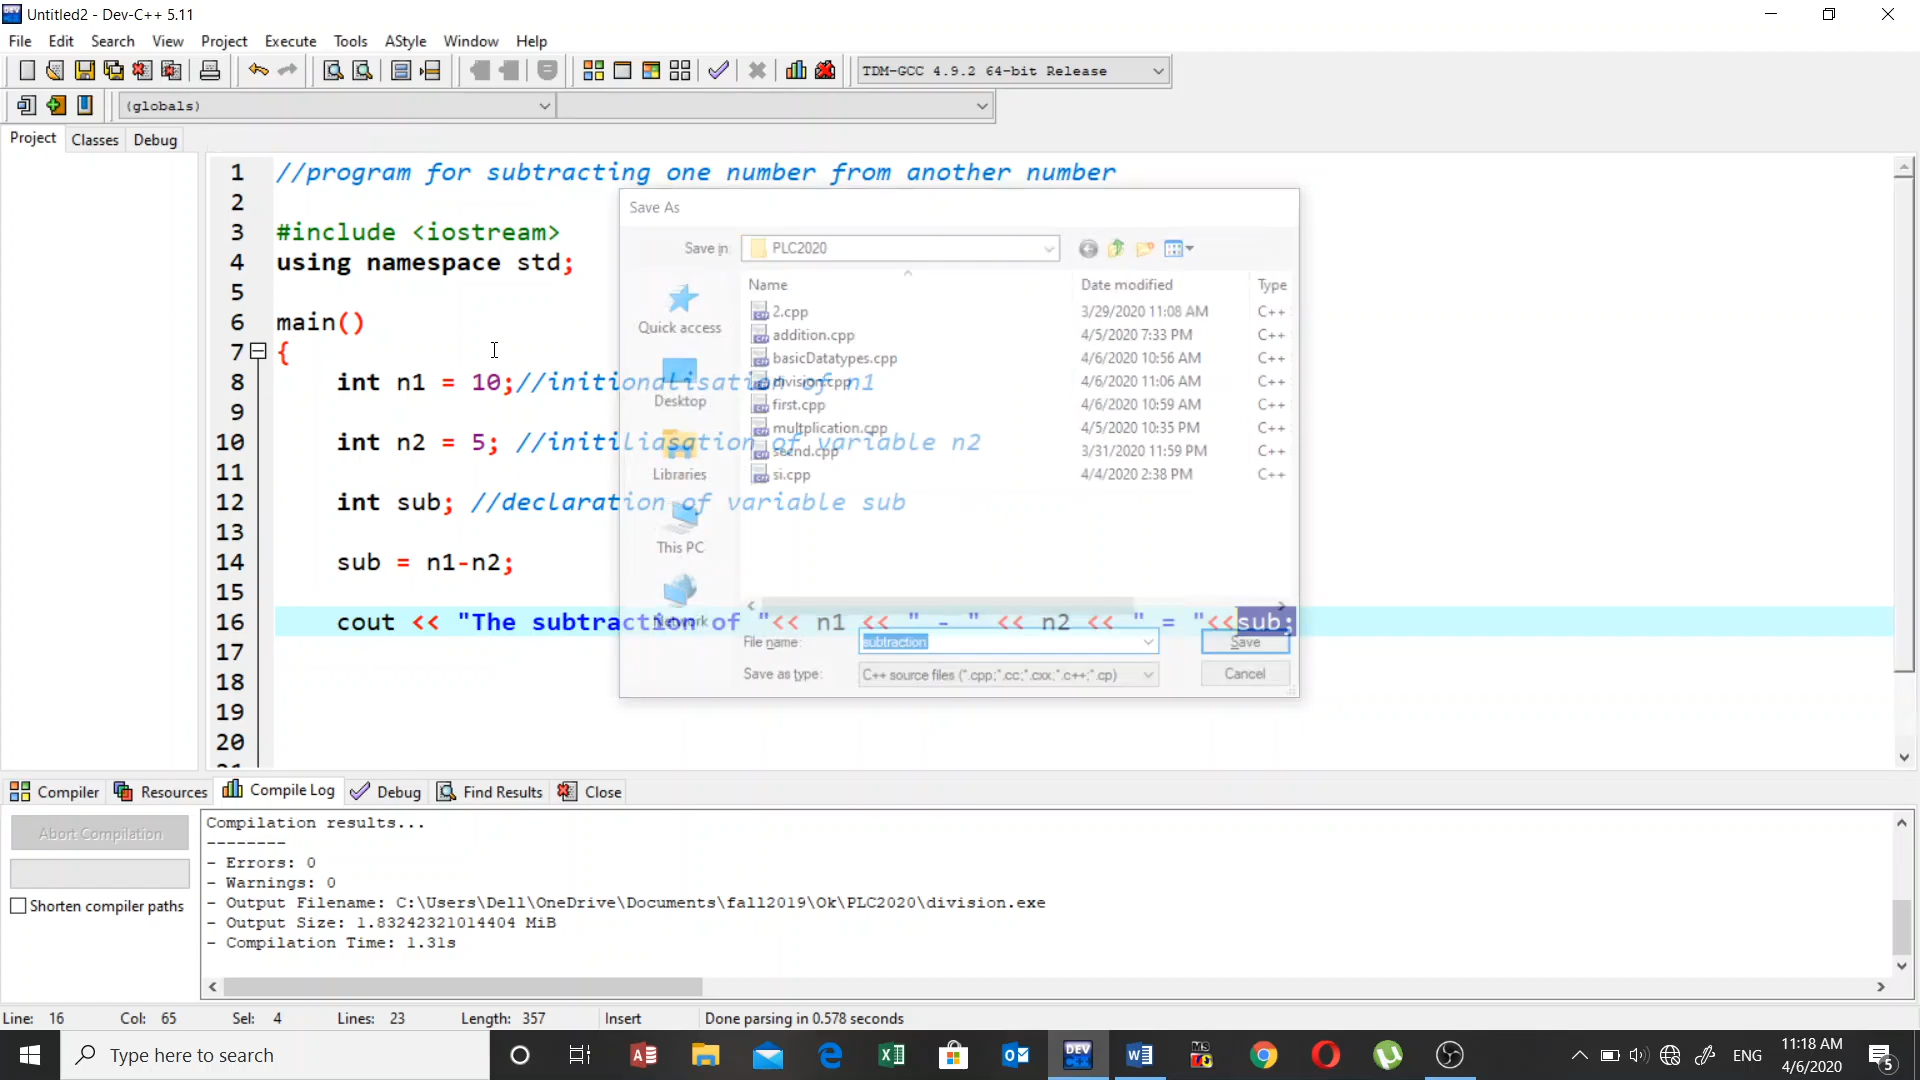 Untitled2 - Dev-C++ 5.11
File Edit Search View Project Execute Tools AStyle Window Help
TDM-GCC 4.9.2 64-bit Release
(globals)
Project Classes Debug
1 //program for subtracting one number from another number
2
3 #include <iostream>
4 using namespace std;
5
6 main()
7 {
8 int n1 = 10;//initionalisation of n1
9
10 int n2 = 5; //initiliasation of variable n2
11
12 int sub; //declaration of variable sub
13
14 sub = n1-n2;
15
16 cout << "The subtraction of "<< n1 << " - " << n2 << " = "<<sub;
17
18
19
20
Save As
Save in: PLC2020
Quick access
Desktop
Libraries
This PC
Network
Name Date modified Type
2.cpp 3/29/2020 11:08 AM C++
addition.cpp 4/5/2020 7:33 PM C++
basicDatatypes.cpp 4/6/2020 10:56 AM C++
division.cpp 4/6/2020 11:06 AM C++
first.cpp 4/6/2020 10:59 AM C++
multplication.cpp 4/5/2020 10:35 PM C++
secnd.cpp 3/31/2020 11:59 PM C++
si.cpp 4/4/2020 2:38 PM C++
File name: subtraction Save
Save as type: C++ source files (*.cpp;*.cc;*.cxx;*.c++;*.cp) Cancel
Compiler Resources Compile Log Debug Find Results Close
Abort Compilation
Shorten compiler paths
Compilation results...
--------
- Errors: 0
- Warnings: 0
- Output Filename: C:\Users\Dell\OneDrive\Documents\fall2019\Ok\PLC2020\division.exe
- Output Size: 1.83242321014404 MiB
- Compilation Time: 1.31s
Line: 16 Col: 65 Sel: 4 Lines: 23 Length: 357 Insert Done parsing in 0.578 seconds
Type here to search
DEV
C++
MS
ENG
11:18 AM
4/6/2020
5